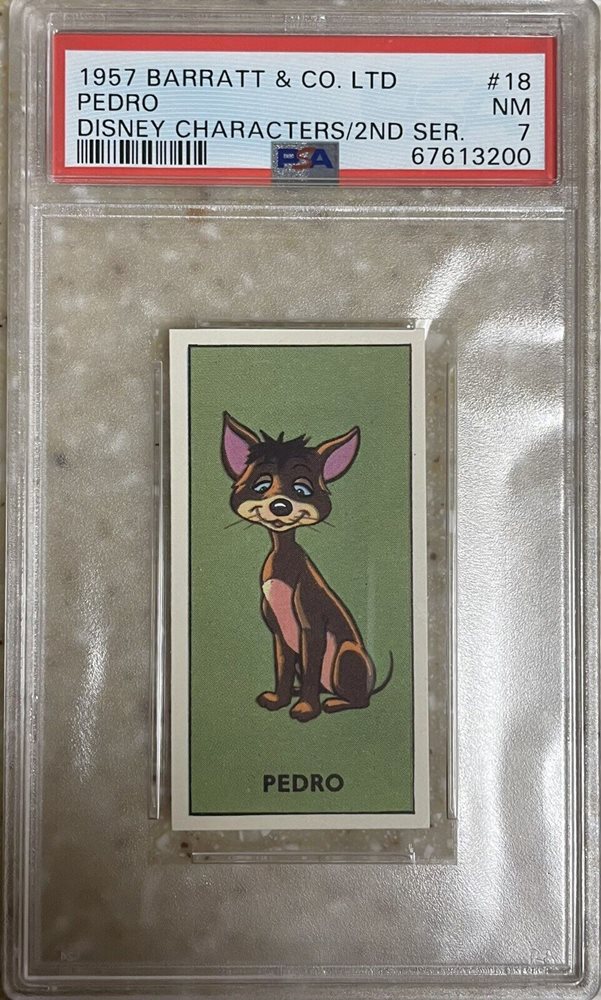 1957 BARRATT & CO. LTD #18
PEDRO NM
DISNEY CHARACTERS/2ND SER. 7
PSA 67613200
PEDRO